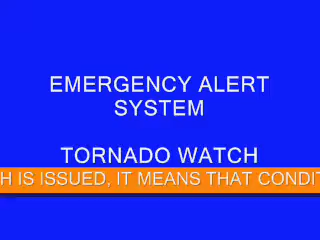 EMERGENCY ALERT
SYSTEM
TORNADO WATCH
H IS ISSUED, IT MEANS THAT CONDIT